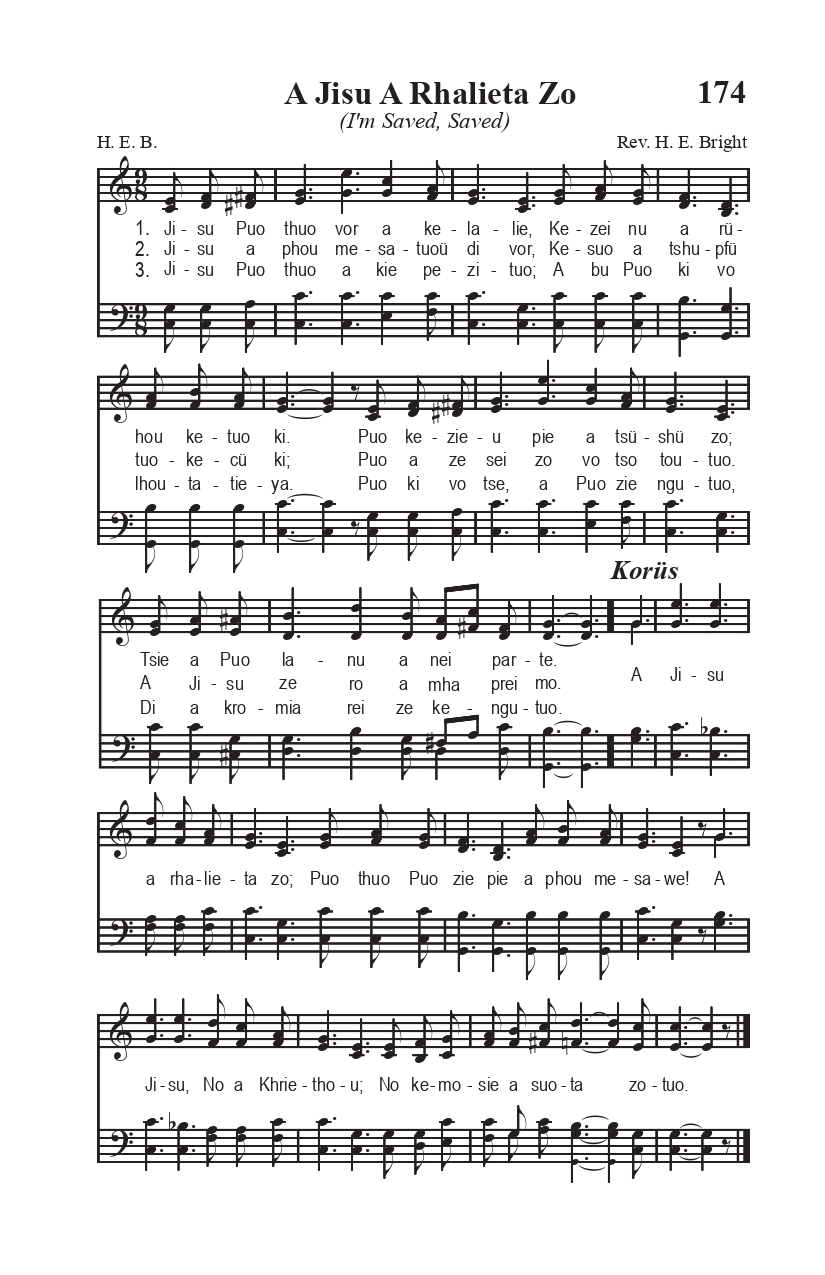 A Jisu A Rhalieta Zo 174
(I'm Saved, Saved)
H. E. B. Rev. H. E. Bright
1. Ji - su Puo thuo vor a ke - la - lie, Ke - zei nu a rü -
2. Ji - su a phou me - sa - tuoü di vor, Ke - suo a tshu - pfü
3. Ji - su Puo thuo a kie pe - zi - tuo; A bu Puo ki vo
hou ke - tuo ki. Puo ke - zie - u pie a tsü - shü zo;
tuo - ke - cü ki; Puo a ze sei zo vo tso tou - tuo.
lhou - ta - tie - ya. Puo ki vo tse, a Puo zie ngu - tuo,
Korüs
Tsie a Puo la - nu a nei par - te.
A Ji - su ze ro a mha prei mo. A Ji - su
Di a kro - mia rei ze ke - ngu - tuo.
a rha - lie - ta zo; Puo thuo Puo zie pie a phou me - sa - we! A
Ji - su, No a Khrie - tho - u; No ke - mo - sie a suo - ta zo - tuo.